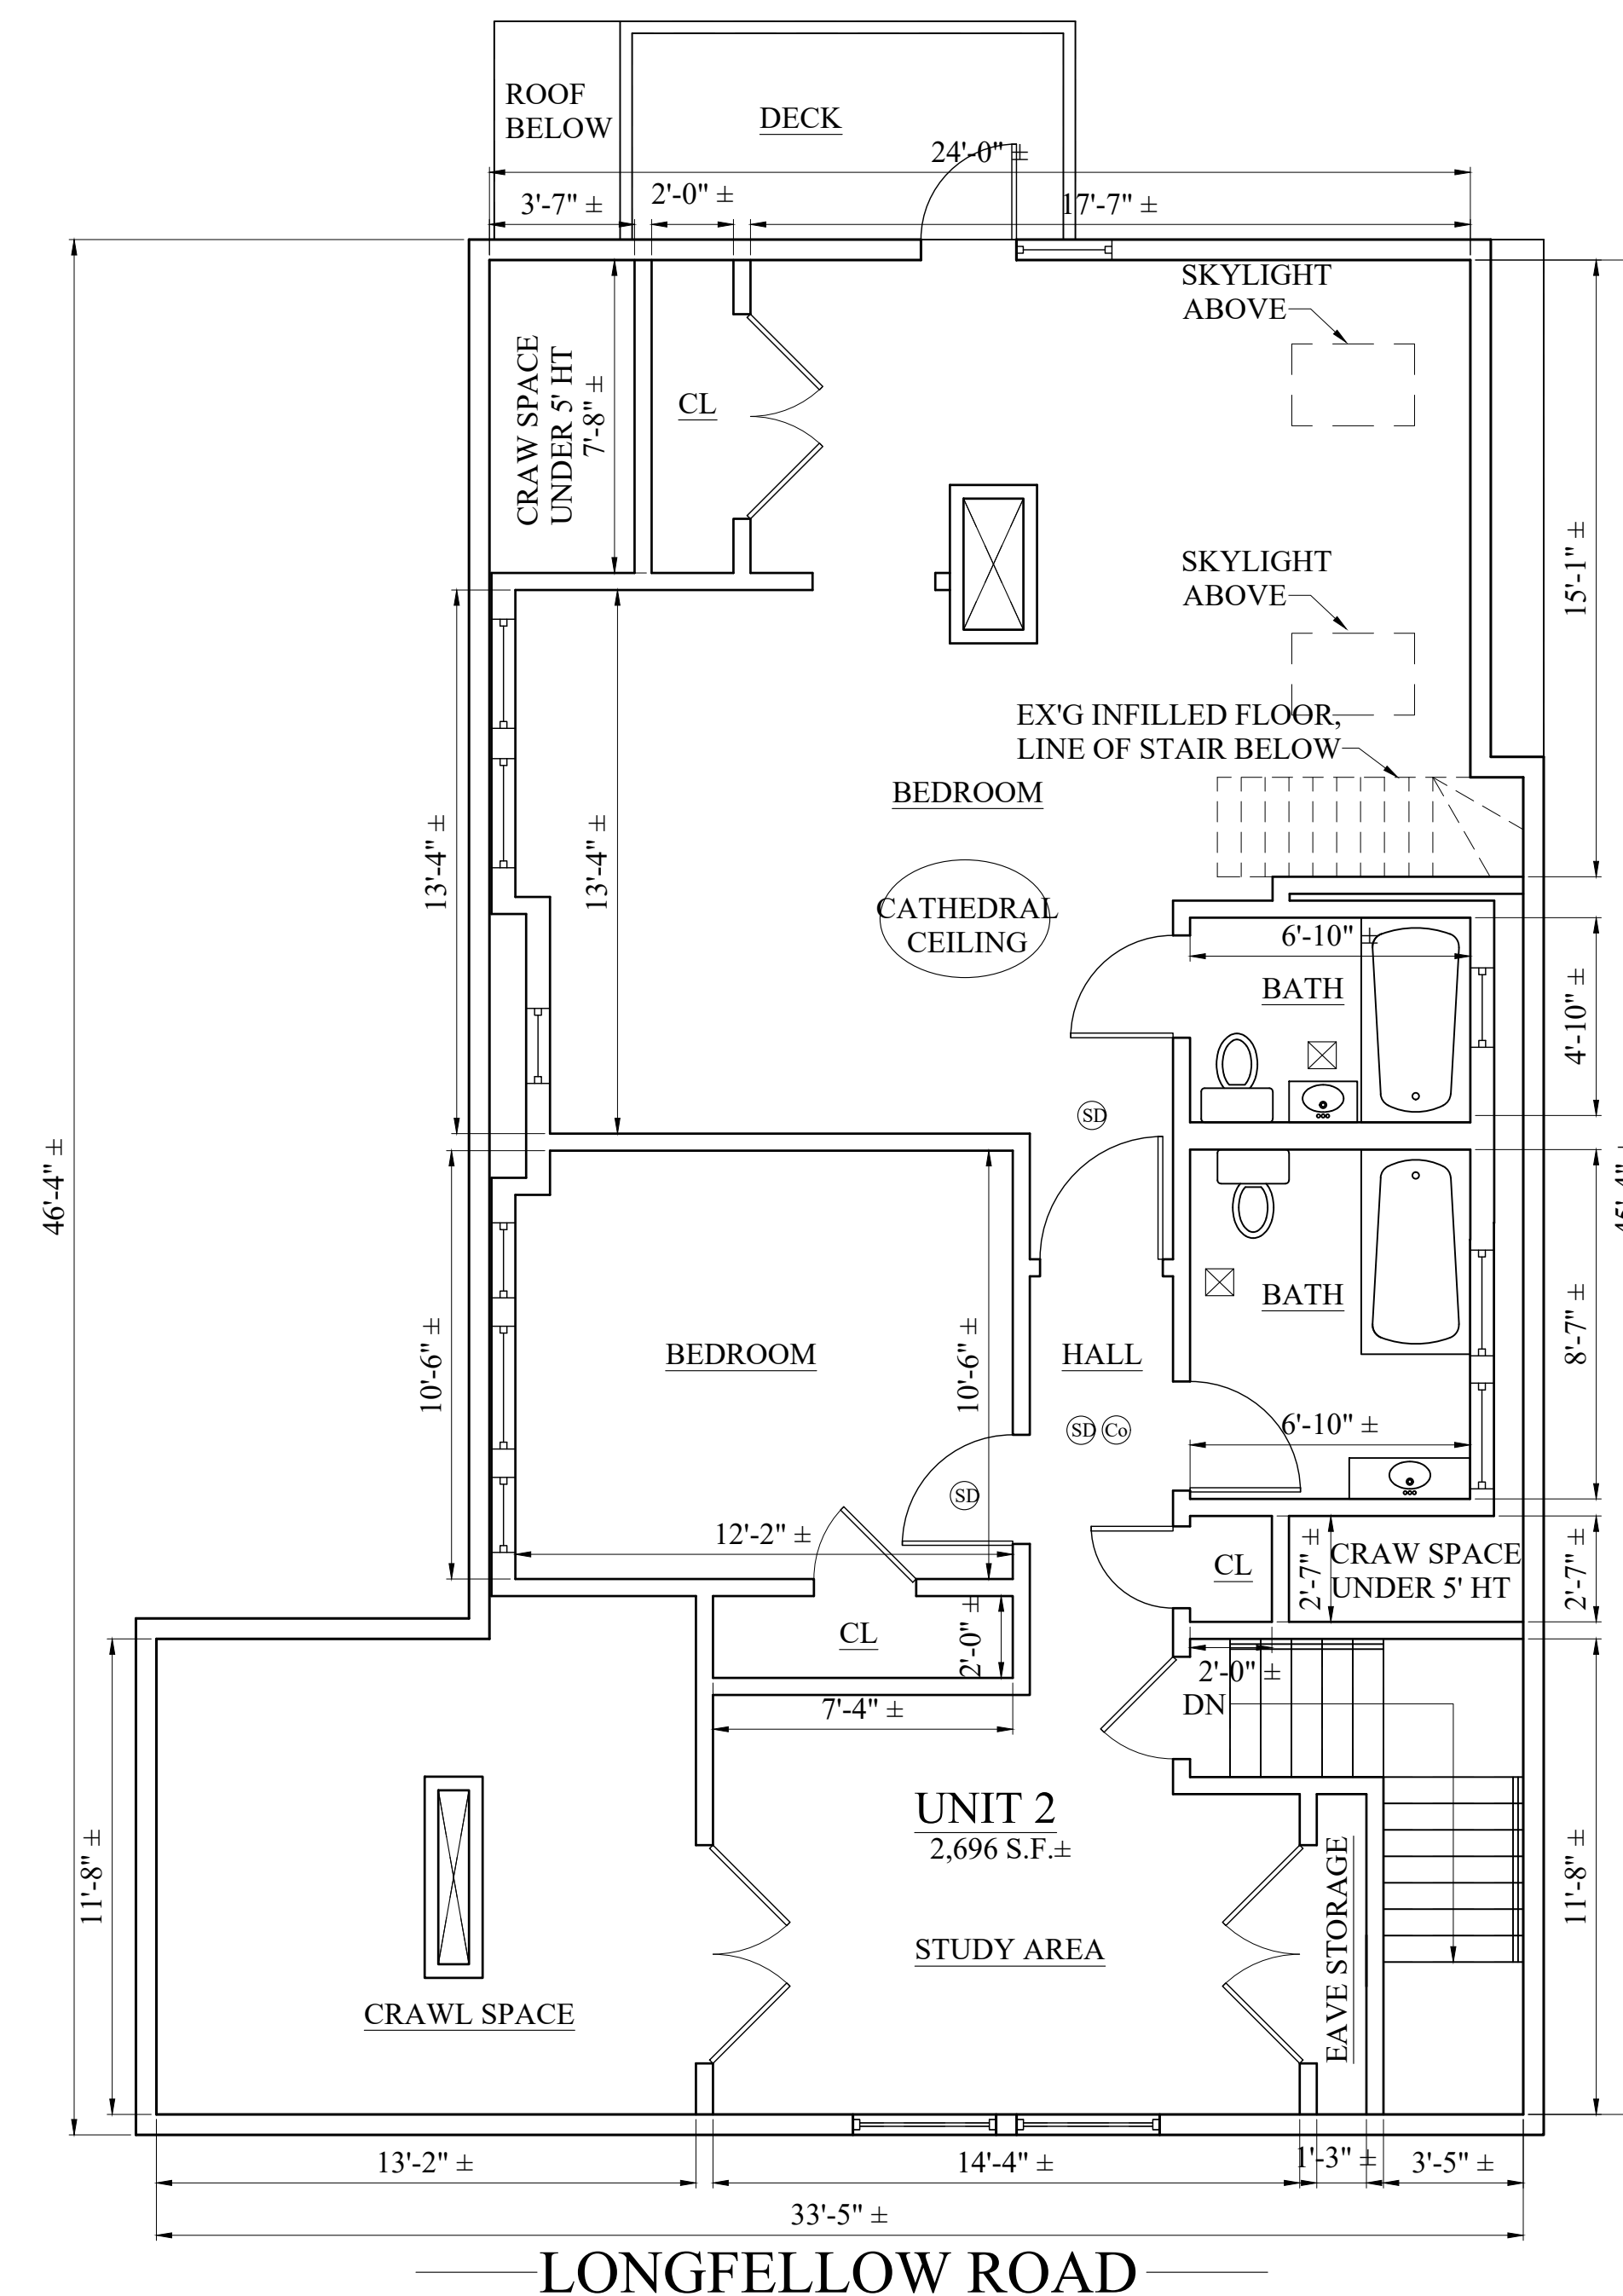 ROOF
BELOW
DECK
24'-0" ±
3'-7" ±
2'-0" ±
17'-7" ±
SKYLIGHT
ABOVE
CRAW SPACE
UNDER 5' HT
7'-8" ±
CL
15'-1" ±
SKYLIGHT
ABOVE
EX'G INFILLED FLOOR,
LINE OF STAIR BELOW
BEDROOM
13'-4" ±
13'-4" ±
CATHEDRAL
CEILING
6'-10" ±
BATH
4'-10" ±
SD
46'-4" ±
45'-4" ±
BATH
8'-7" ±
10'-6" ±
BEDROOM
10'-6" ±
HALL
SD
Co
6'-10" ±
SD
12'-2" ±
CL
2'-7" ±
CRAW SPACE
UNDER 5' HT
2'-7" ±
CL
2'-0" ±
2'-0" ±
DN
7'-4" ±
UNIT 2
2,696 S.F.±
11'-8" ±
11'-8" ±
EAVE STORAGE
STUDY AREA
CRAWL SPACE
13'-2" ±
14'-4" ±
1'-3" ±
3'-5" ±
33'-5" ±
LONGFELLOW ROAD